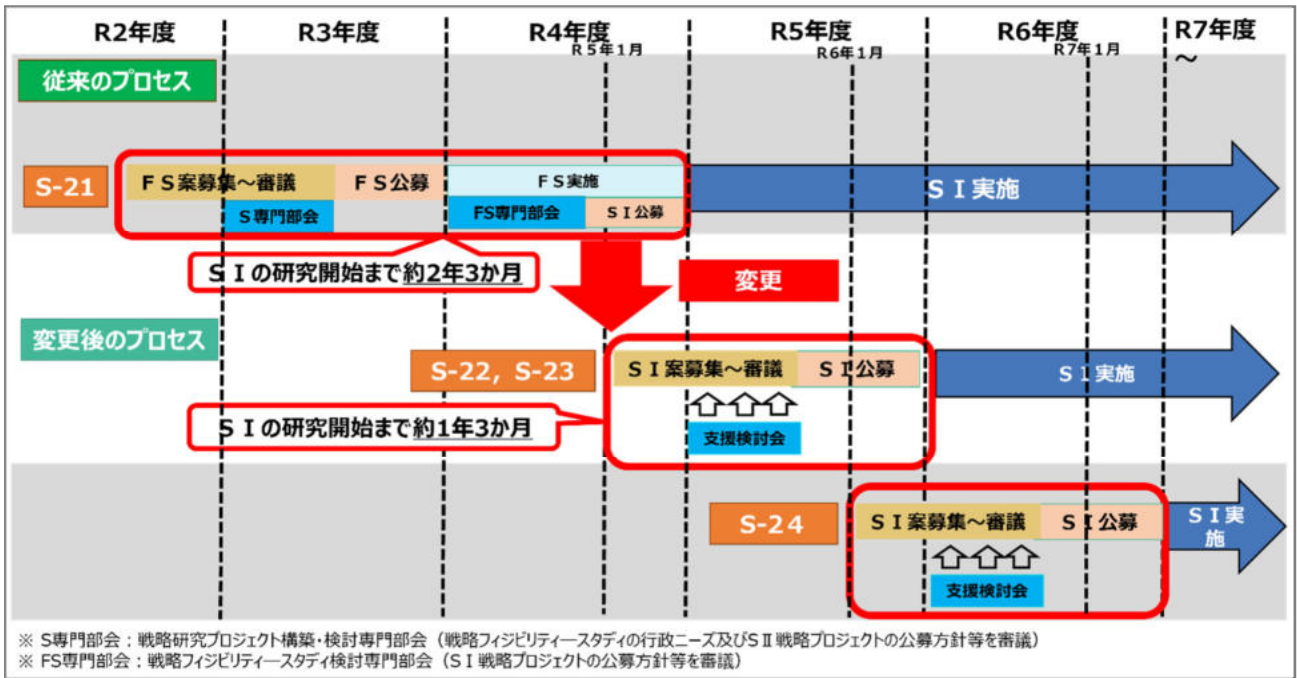 R2年度 R3年度 R4年度 R5年度 R6年度 R7年度
R5年1月 R6年1月 R7年1月 ~
従来のプロセス
S-21 FS案募集~審議 FS公募 FS実施 SI実施
S専門部会 FS専門部会 SI公募
SIの研究開始まで約2年3か月
変更
変更後のプロセス
S-22, S-23 SI案募集~審議 SI公募 SI実施
SIの研究開始まで約1年3か月
支援検討会
S-24 SI案募集~審議 SI公募 SI実
施
支援検討会
※ S専門部会:戦略研究プロジェクト構築・検討専門部会(戦略フィジビリティースタディの行政ニーズ及びSⅡ戦略プロジェクトの公募方針等を審議)
※ FS専門部会:戦略フィジビリティースタディ検討専門部会(SI戦略プロジェクトの公募方針等を審議)